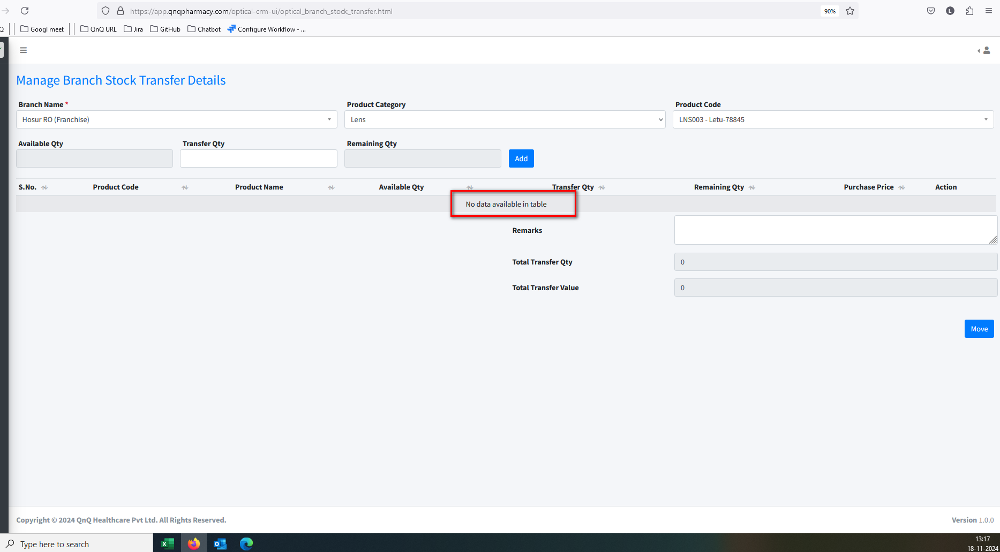 https://app.qnqpharmacy.com/optical-crm-ui/optical_branch_stock_transfer.html 90% L
Q Googl meet QnQ URL Jira GitHub Chatbot Configure Workflow - ...
Manage Branch Stock Transfer Details
Branch Name * Product Category Product Code
Hosur RO (Franchise) Lens LNS003 - Letu-78845
Available Qty Transfer Qty Remaining Qty
Add
S.No. Product Code Product Name Available Qty Transfer Qty Remaining Qty Purchase Price Action
No data available in table
Remarks
Total Transfer Qty 0
Total Transfer Value 0
Move
Copyright © 2024 QnQ Healthcare Pvt Ltd. All Rights Reserved. Version 1.0.0
Type here to search 13:17
18-11-2024